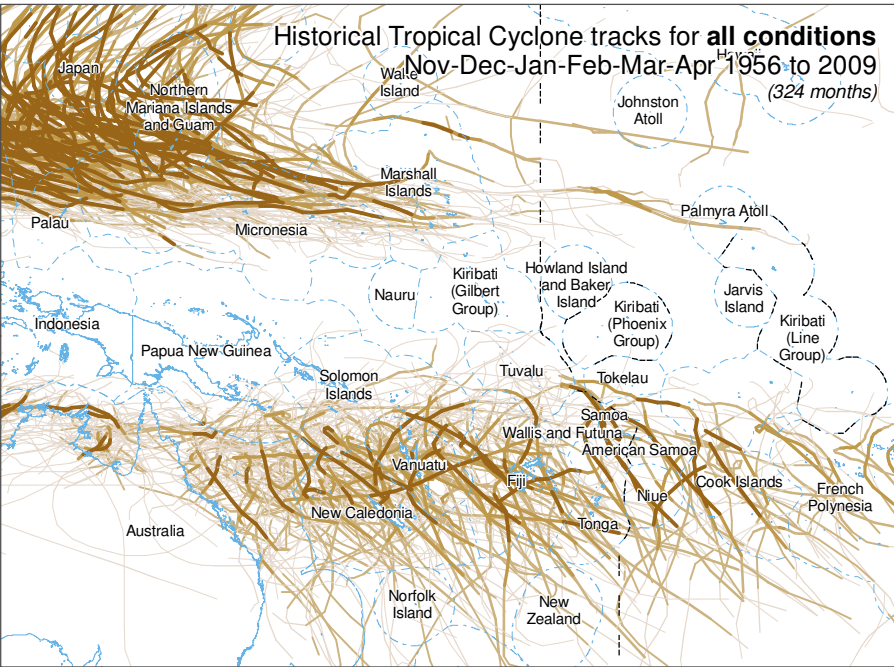 Historical Tropical Cyclone tracks for all conditions
Nov-Dec-Jan-Feb-Mar-Apr 1956 to 2009
(324 months)
Japan
Wake
Island
Hawaii
Northern
Mariana Islands
and Guam
Johnston
Atoll
Marshall
Islands
Palau
Micronesia
Palmyra Atoll
Nauru
Kiribati
(Gilbert
Group)
Howland Island
and Baker
Island
Kiribati
(Phoenix
Group)
Jarvis
Island
Kiribati
(Line
Group)
Indonesia
Papua New Guinea
Solomon
Islands
Tuvalu
Tokelau
Samoa
Wallis and Futuna
American Samoa
Vanuatu
Fiji
Niue
Cook Islands
French
Polynesia
New Caledonia
Tonga
Australia
Norfolk
Island
New
Zealand